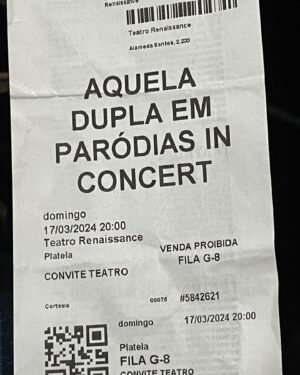 Renaissance
Teatro Renaissance
Alameda Santos, 2.233
AQUELA
DUPLA EM
PARÓDIAS IN
CONCERT
domingo
17/03/2024 20:00
Teatro Renaissance
Plateia
VENDA PROIBIDA
FILA G-8
CONVITE TEATRO
Cortesia
00076 #5842621
domingo 17/03/2024 20:00
Plateia
FILA G-8
CONVITE TEATRO